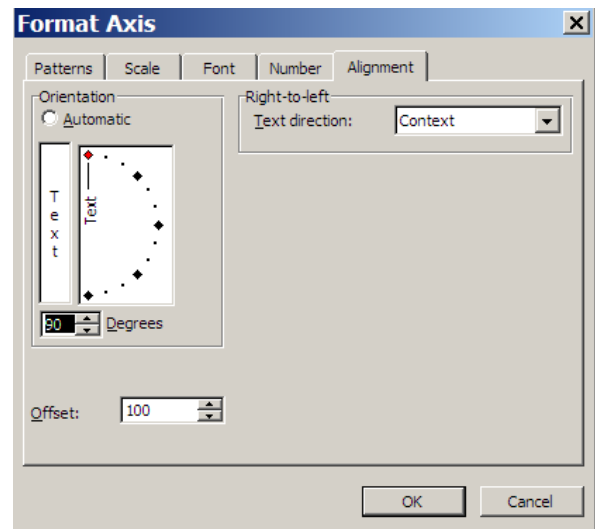 Format Axis
Patterns Scale Font Number Alignment
Orientation
Automatic
T
e
x
t
Text
90 Degrees
Right-to-left
Text direction: Context
Offset: 100
OK Cancel